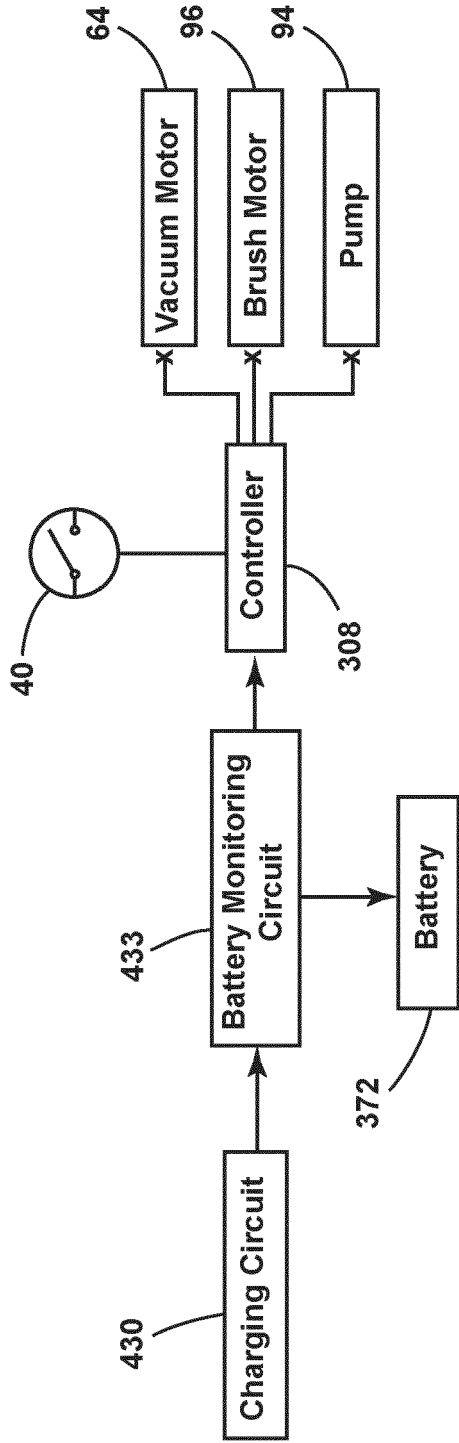 40
64
Vacuum Motor
96
Brush Motor
94
Pump
Controller
308
433
Battery Monitoring
Circuit
430
Charging Circuit
372
Battery
x
x
x